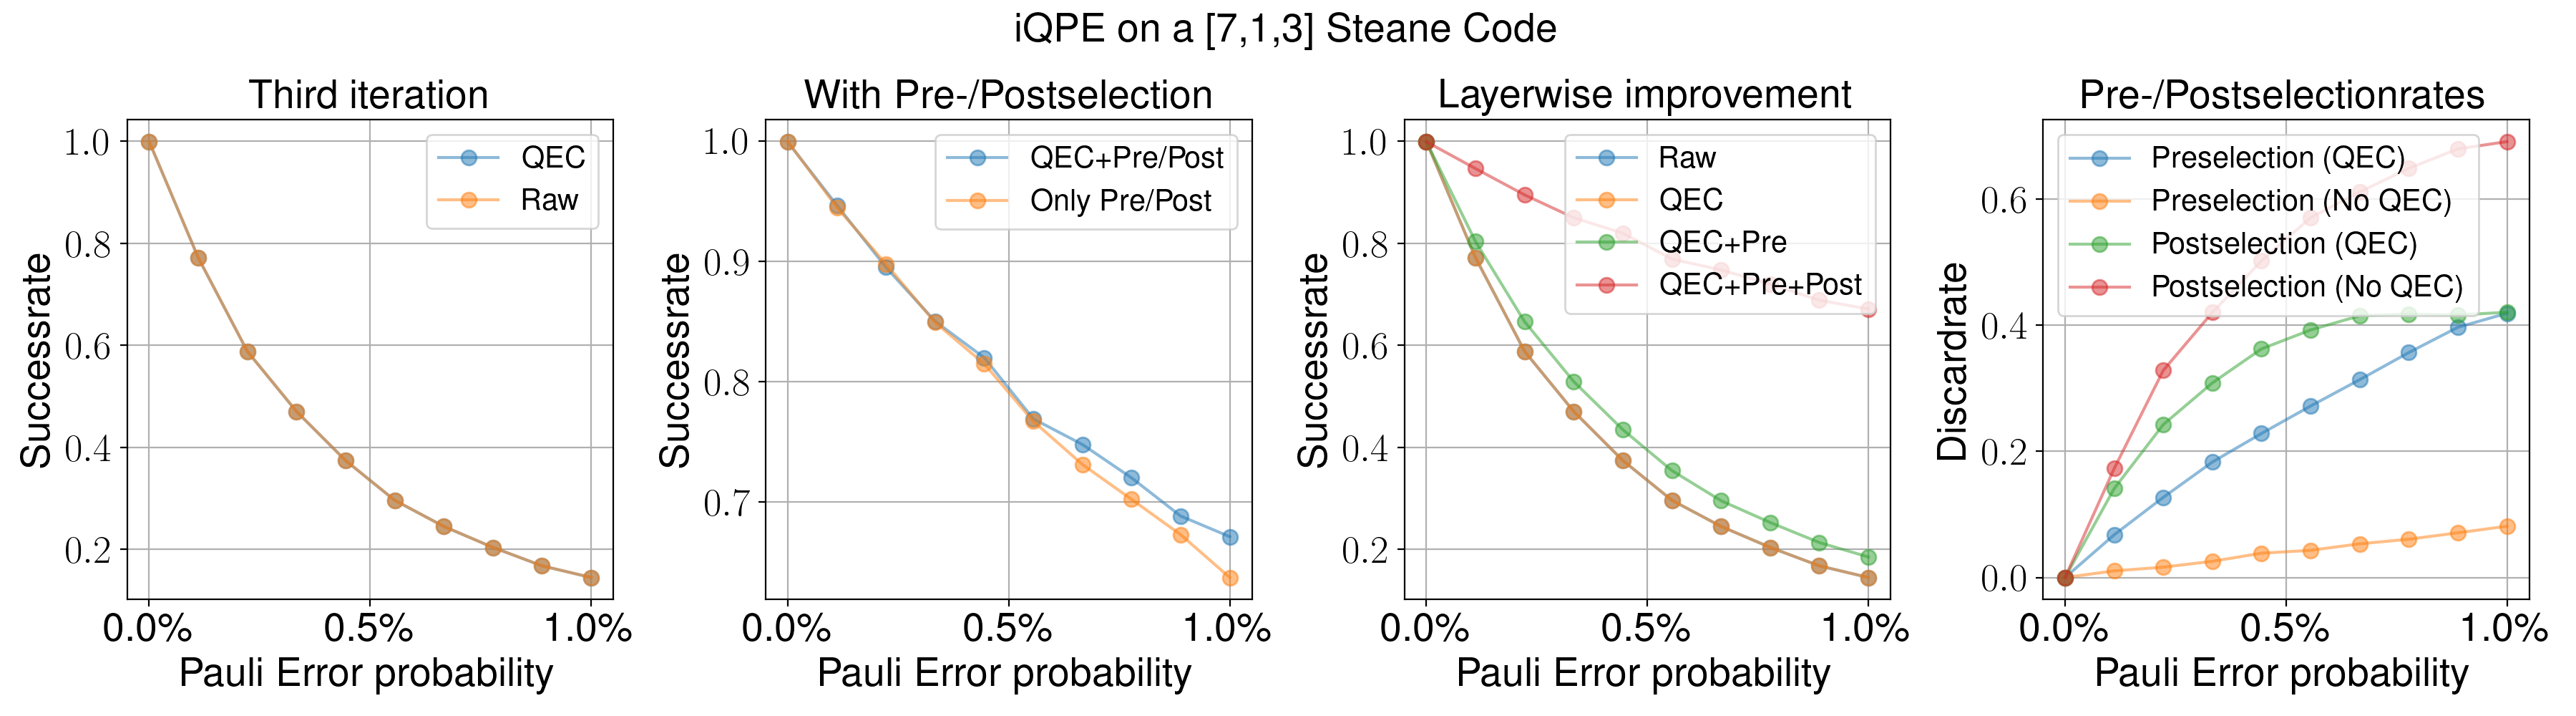 iQPE on a [7,1,3] Steane Code
Third iteration
1.0
0.8
0.6
0.4
0.2
Successrate
QEC
Raw
0.0% 0.5% 1.0%
Pauli Error probability
With Pre-/Postselection
1.0
0.9
0.8
0.7
Successrate
QEC+Pre/Post
Only Pre/Post
0.0% 0.5% 1.0%
Pauli Error probability
Layerwise improvement
1.0
0.8
0.6
0.4
0.2
Successrate
Raw
QEC
QEC+Pre
QEC+Pre+Post
0.0% 0.5% 1.0%
Pauli Error probability
Pre-/Postselectionrates
0.6
0.4
0.2
0.0
Discardrate
Preselection (QEC)
Preselection (No QEC)
Postselection (QEC)
Postselection (No QEC)
0.0% 0.5% 1.0%
Pauli Error probability